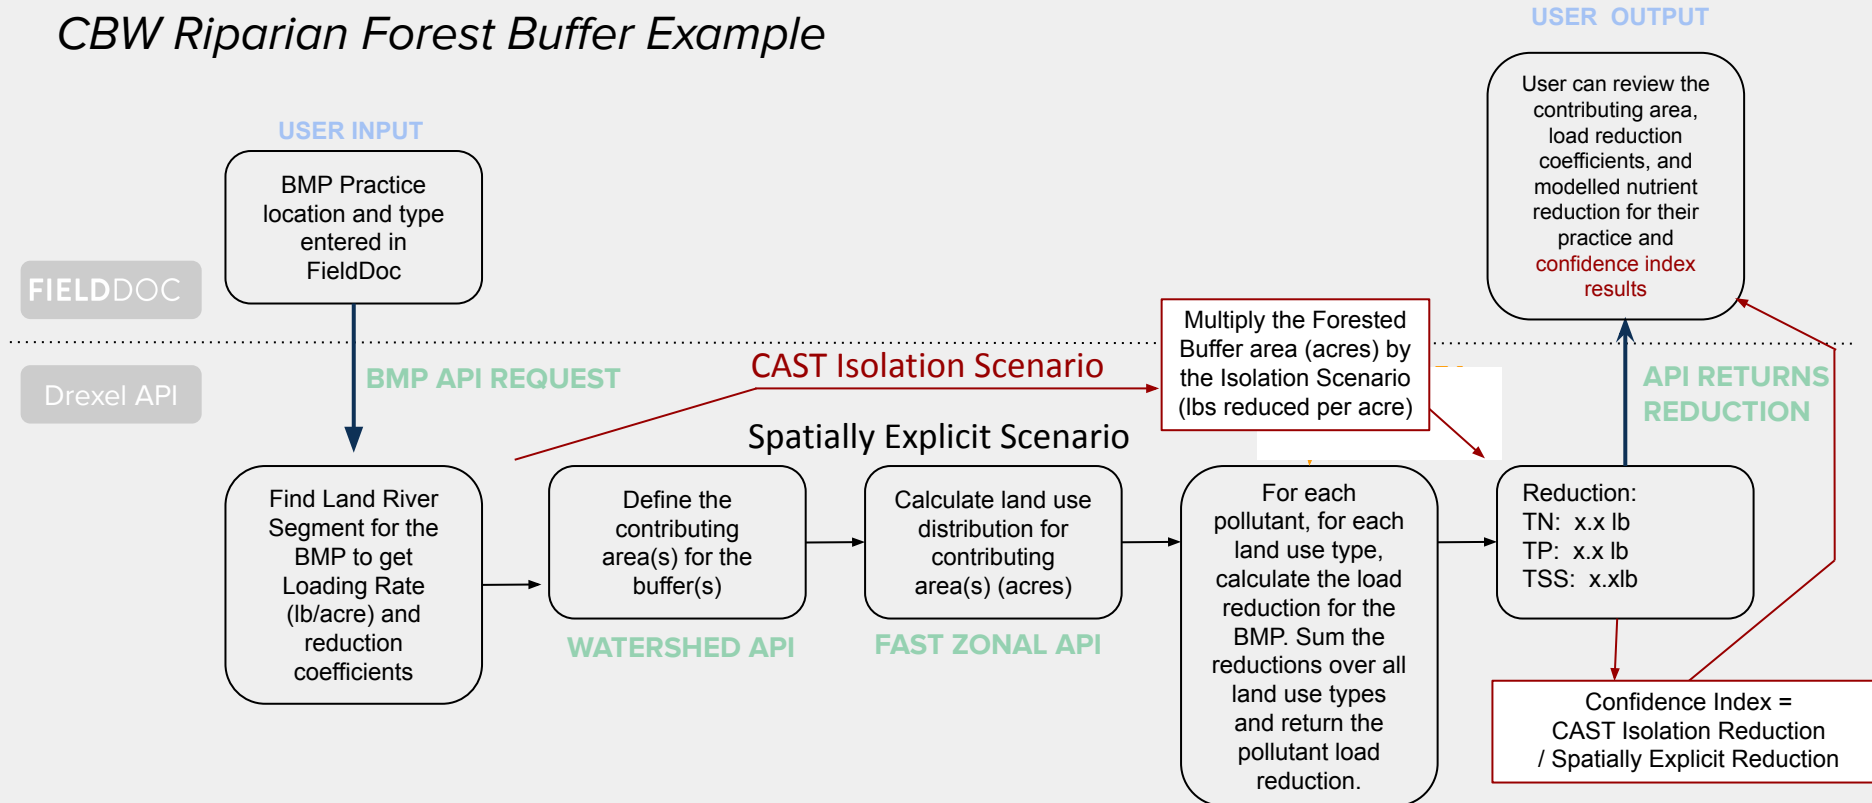 CBW Riparian Forest Buffer Example
USER INPUT
BMP Practice
location and type
entered in
FieldDoc
FIELDDOC
Drexel API
BMP API REQUEST
Find Land River
Segment for the
BMP to get
Loading Rate
(lb/acre) and
reduction
coefficients
CAST Isolation Scenario
Spatially Explicit Scenario
Define the
contributing
area(s) for the
buffer(s)
WATERSHED API
Calculate land use
distribution for
contributing
area(s) (acres)
FAST ZONAL API
Multiply the Forested
Buffer area (acres) by
the Isolation Scenario
(lbs reduced per acre)
For each
pollutant, for each
land use type,
calculate the load
reduction for the
BMP. Sum the
reductions over all
land use types
and return the
pollutant load
reduction.
Reduction:
TN: x.x lb
TP: x.x lb
TSS: x.xlb
Confidence Index =
CAST Isolation Reduction
/ Spatially Explicit Reduction
API RETURNS
REDUCTION
USER OUTPUT
User can review the
contributing area,
load reduction
coefficients, and
modelled nutrient
reduction for their
practice and
confidence index
results